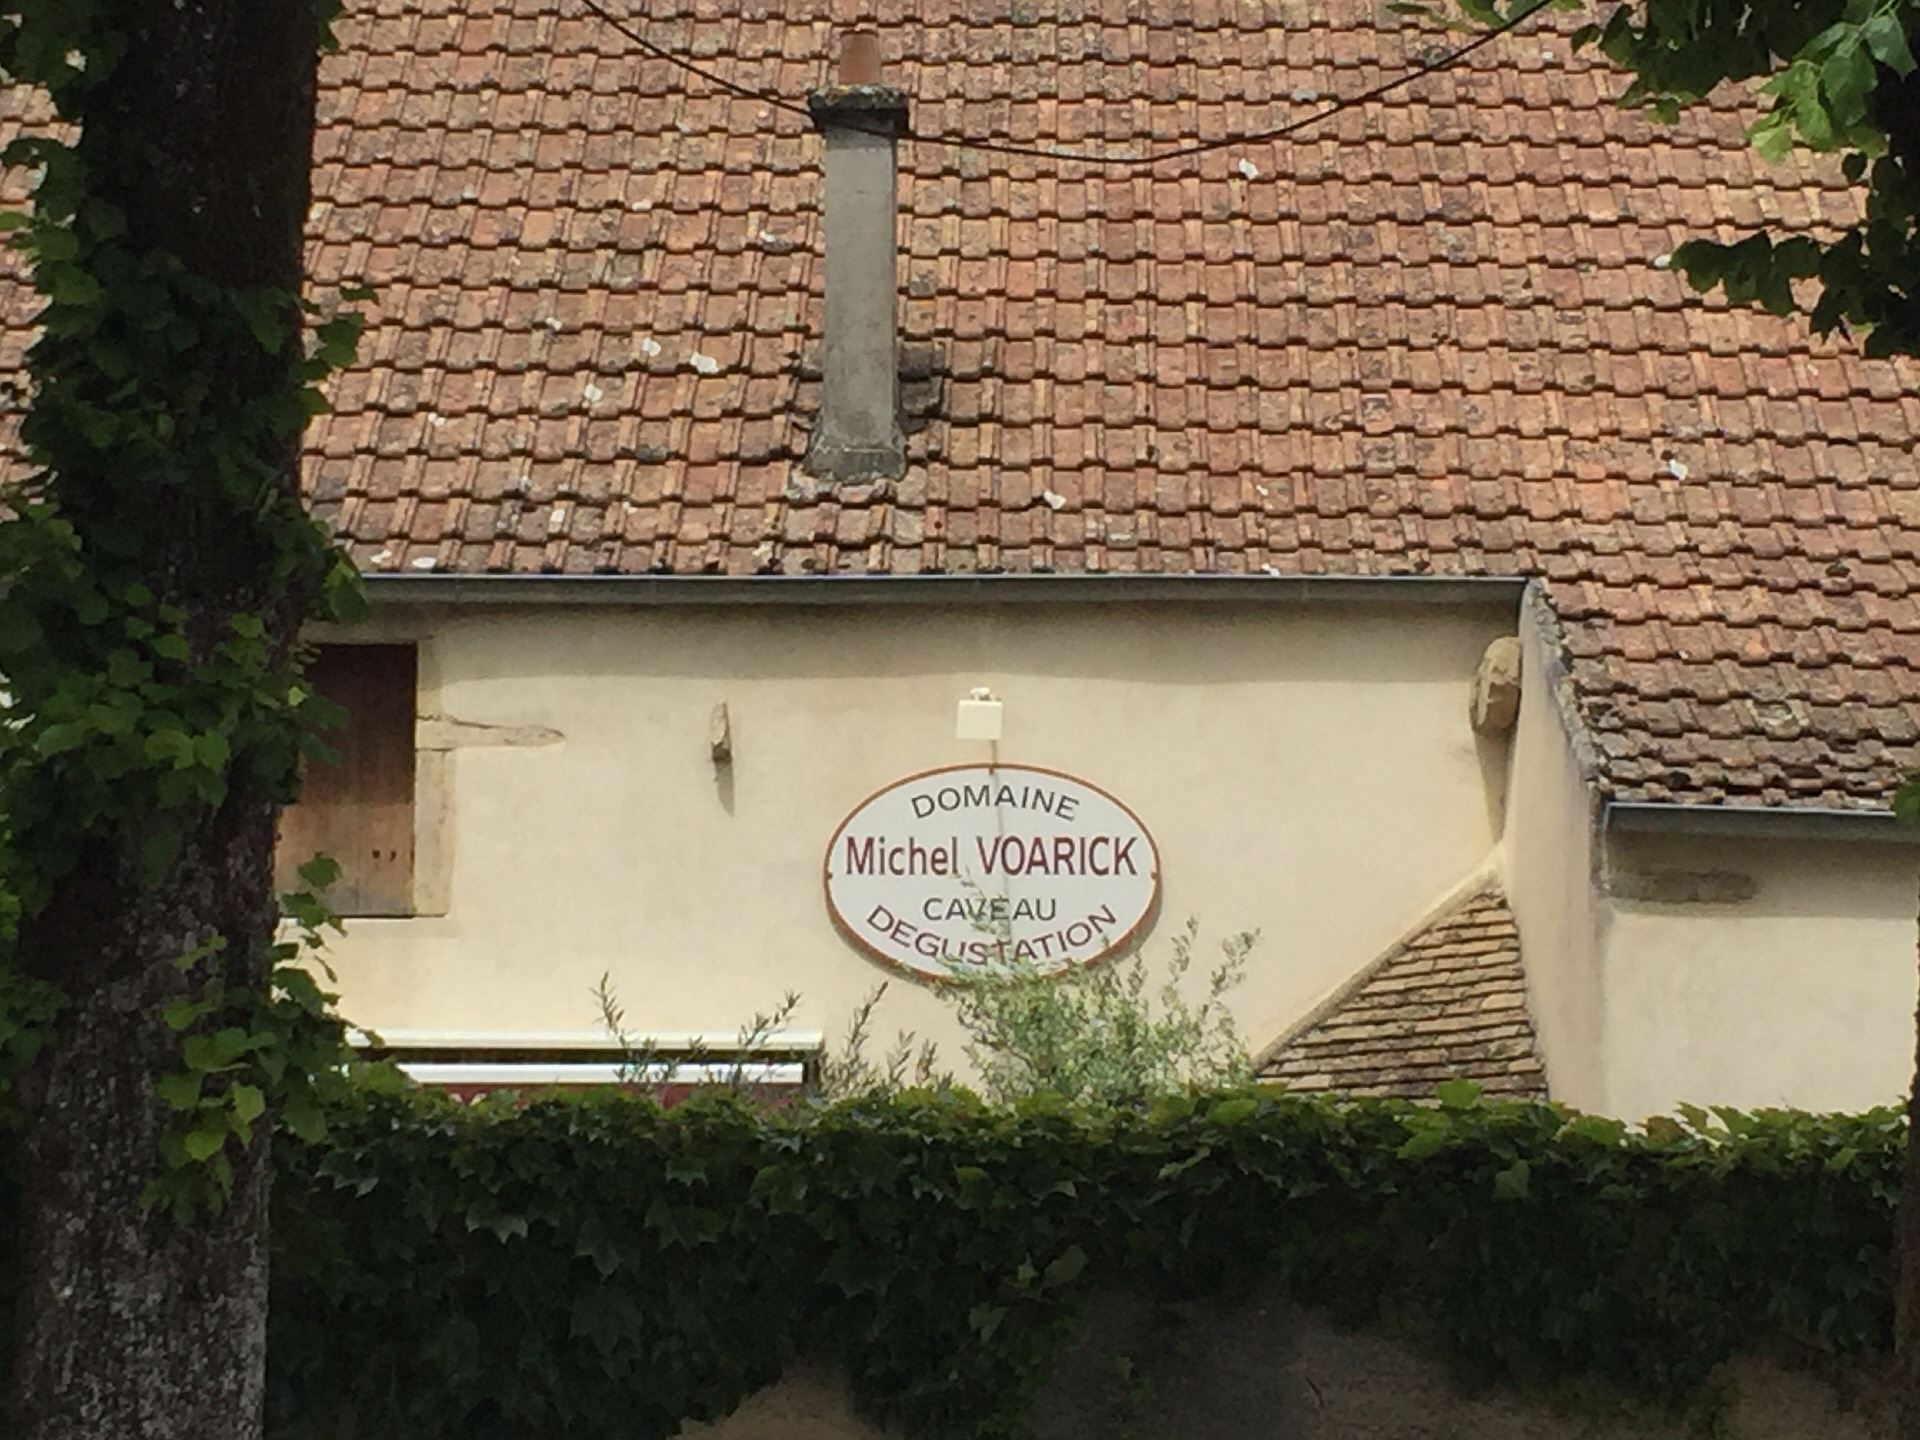 DOMAINE
Michel VOARICK
CAVEAU
DEGUSTATION